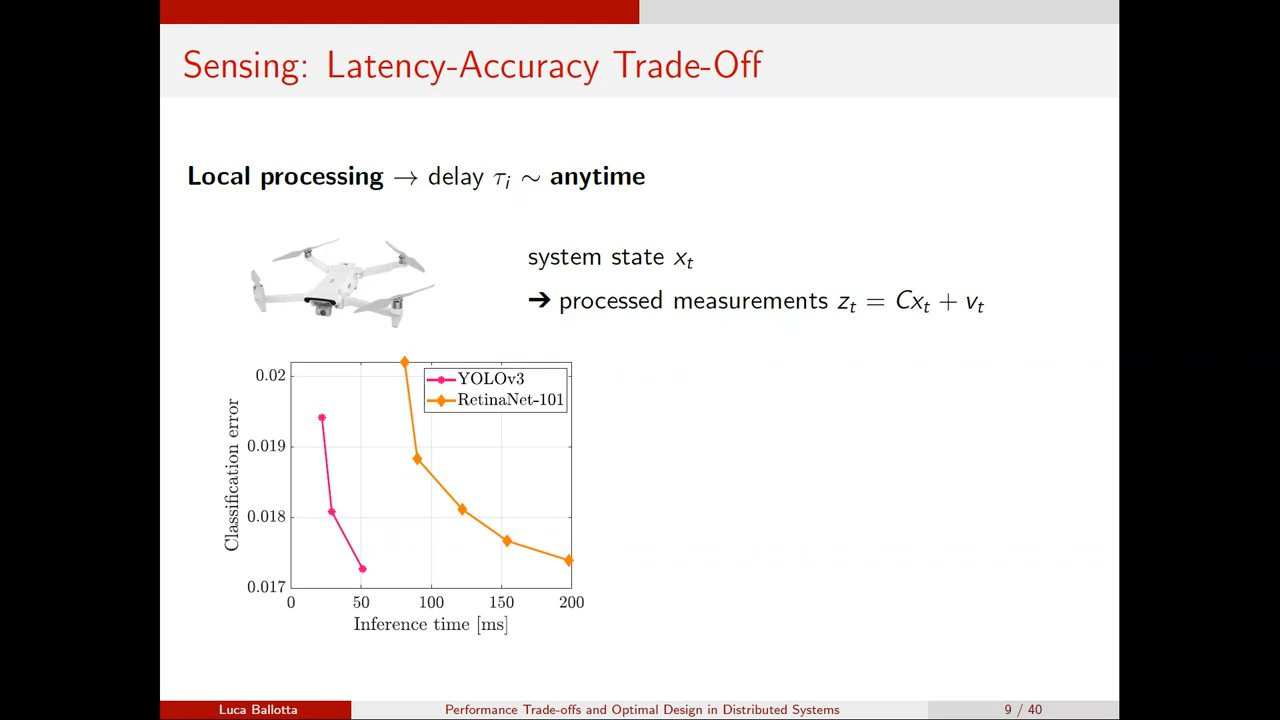 Sensing: Latency-Accuracy Trade-Off
Local processing → delay τᵢ ∼ anytime
system state xₜ
➔ processed measurements zₜ = Cxₜ + vₜ
YOLOv3
RetinaNet-101
Classification error
0.02
0.019
0.018
0.017
0 50 100 150 200
Inference time [ms]
Luca Ballotta Performance Trade-offs and Optimal Design in Distributed Systems 9 / 40